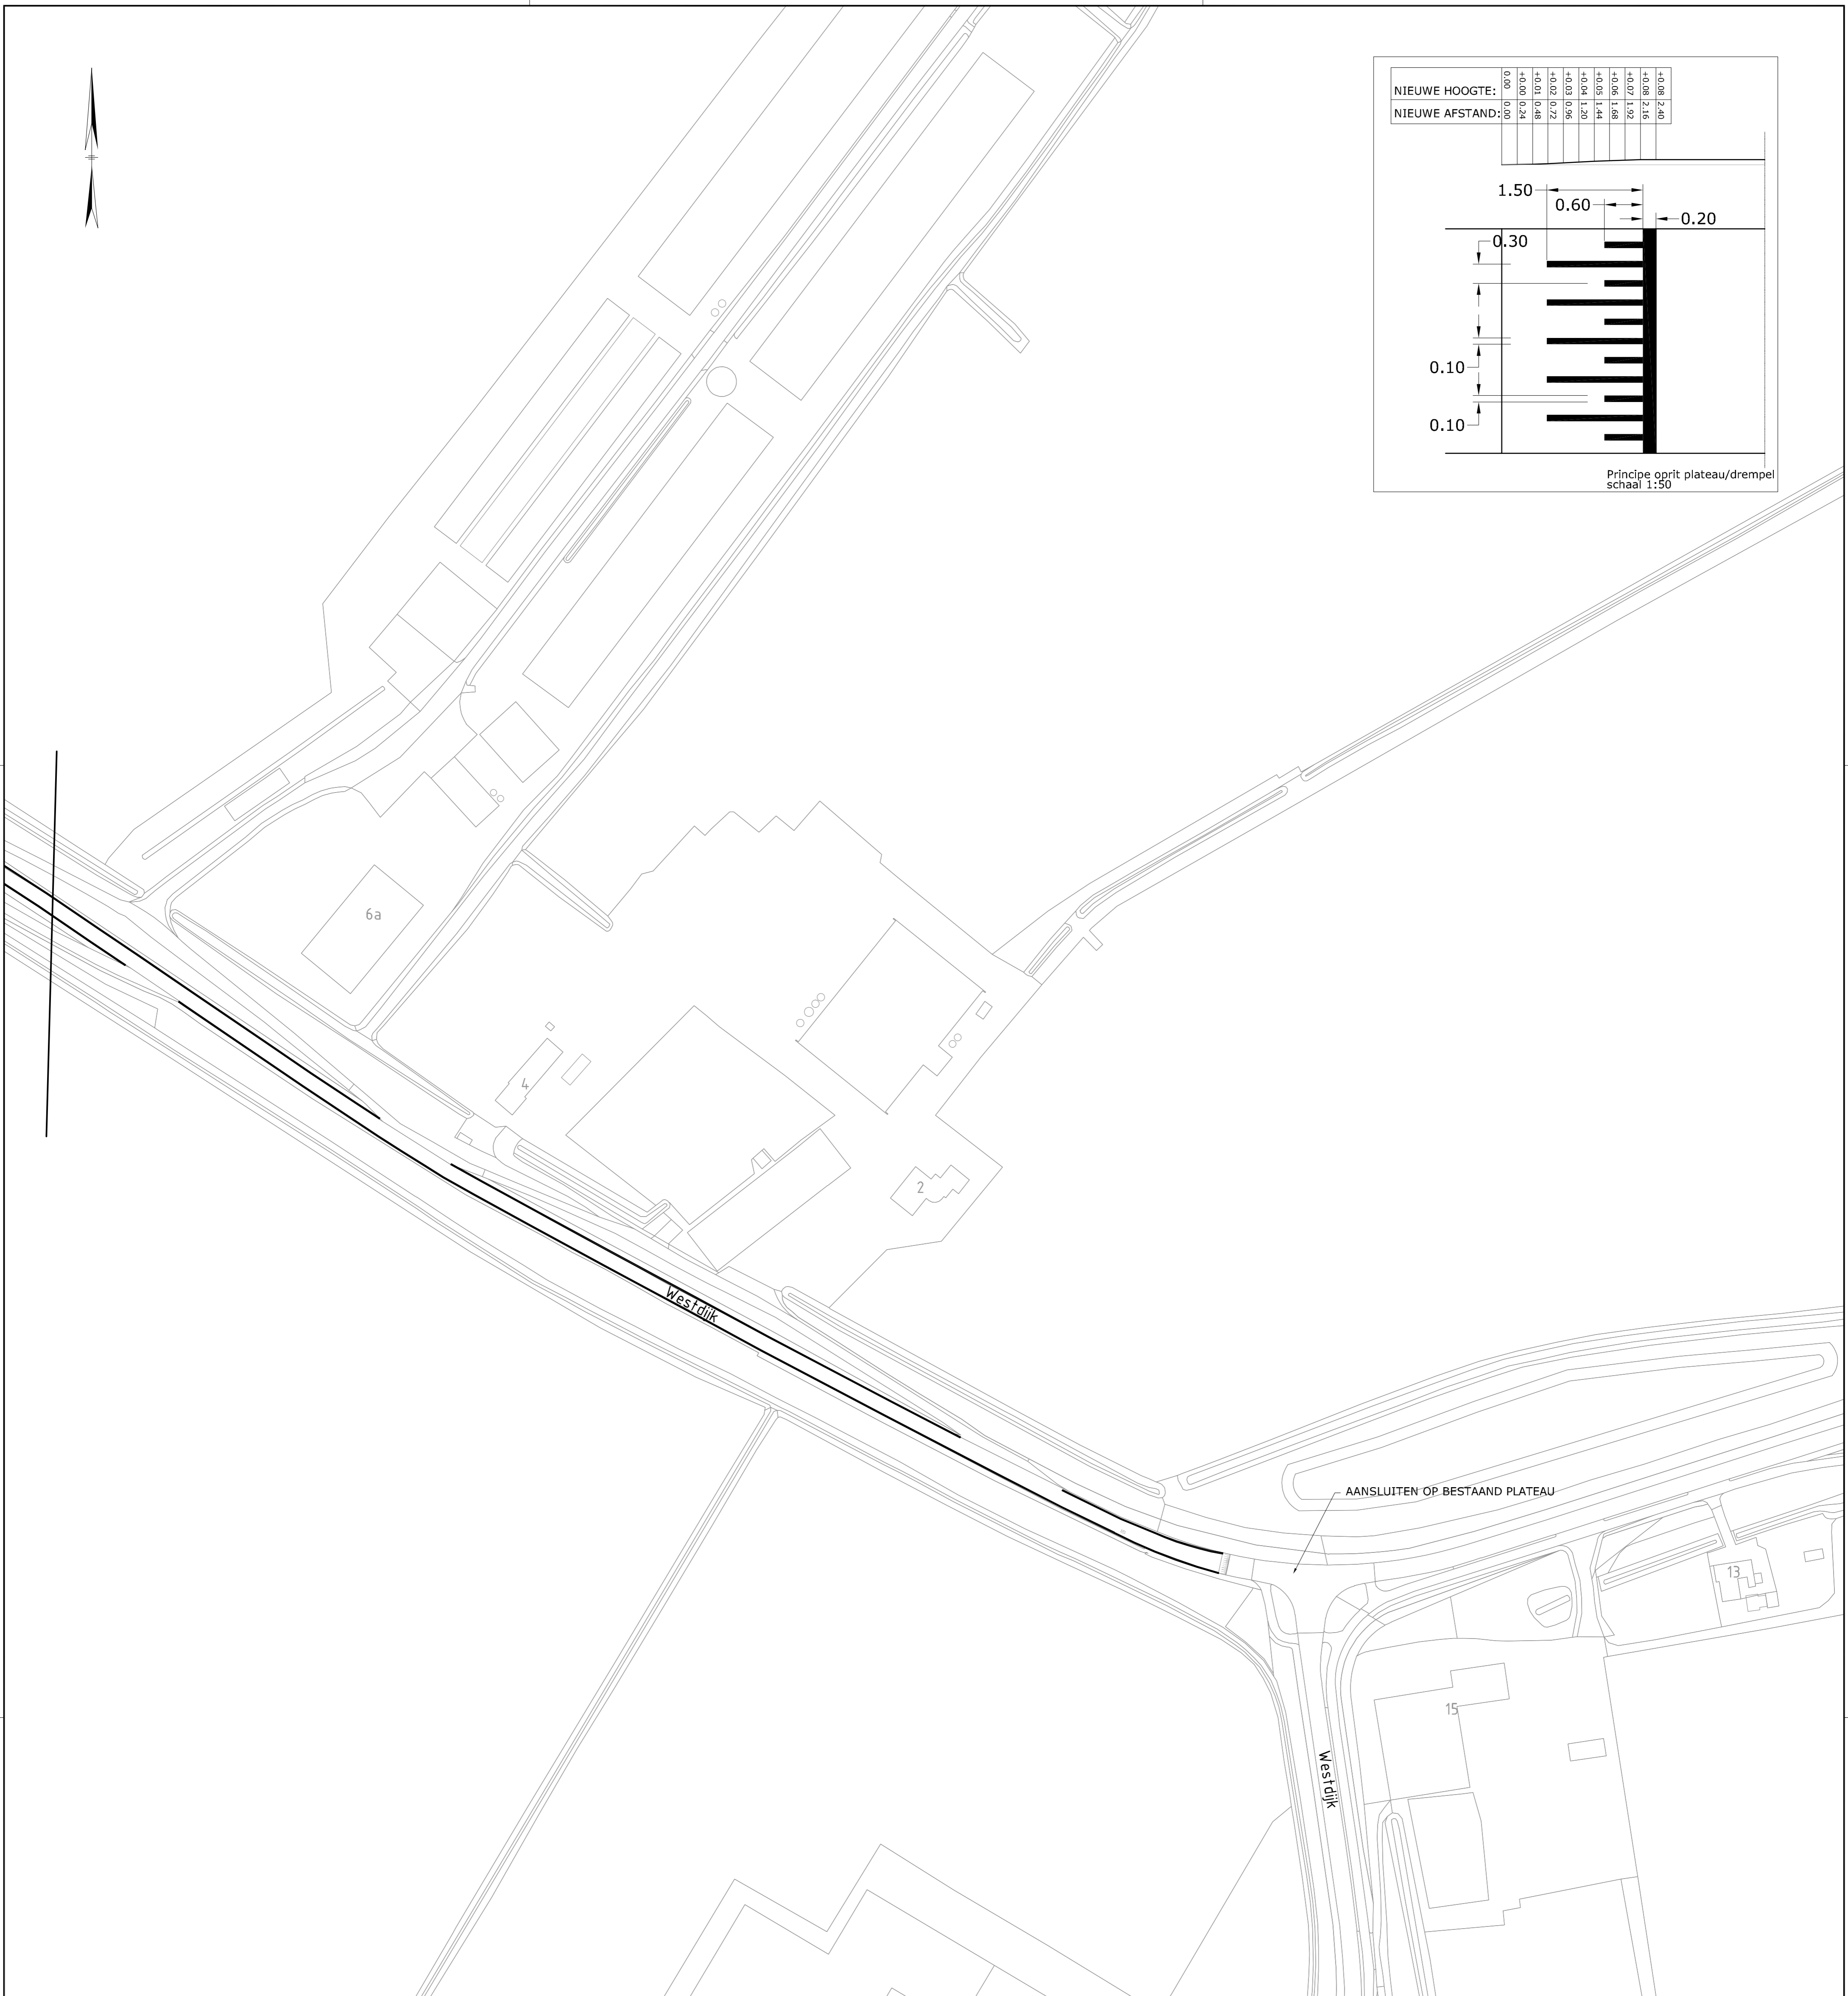 NIEUWE HOOGTE: 0.00 +0.00 +0.01 +0.02 +0.03 +0.04 +0.05 +0.06 +0.07 +0.08 +0.08
NIEUWE AFSTAND: 0.00 0.24 0.48 0.72 0.96 1.20 1.44 1.68 1.92 2.16 2.40
1.50
0.60
0.20
0.30
0.10
0.10
Principe oprit plateau/drempel
schaal 1:50
6a
4
2
Westdijk
AANSLUITEN OP BESTAAND PLATEAU
13
15
Westdijk